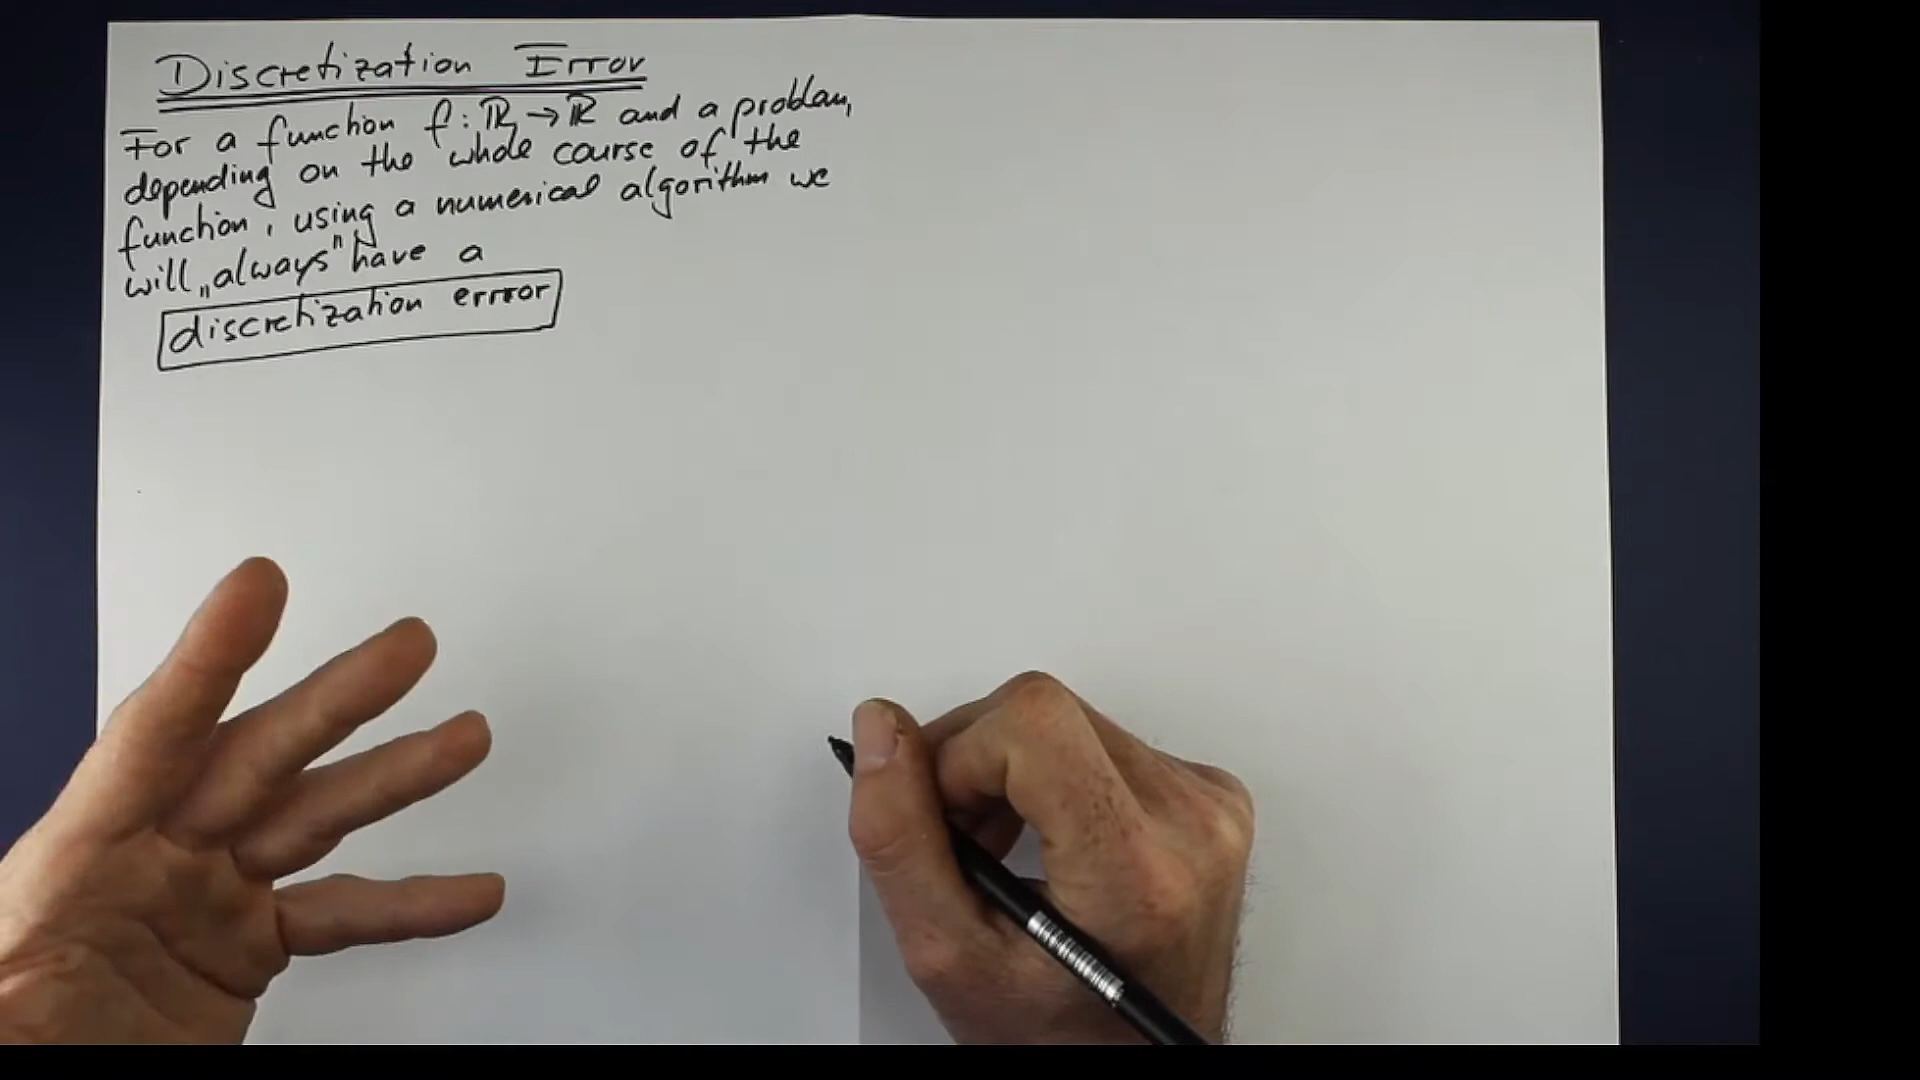 Discretization Error
For a function f: ℝ → ℝ and a problem,
depending on the whole course of the
function, using a numerical algorithm we
will „always" have a
discretization errror